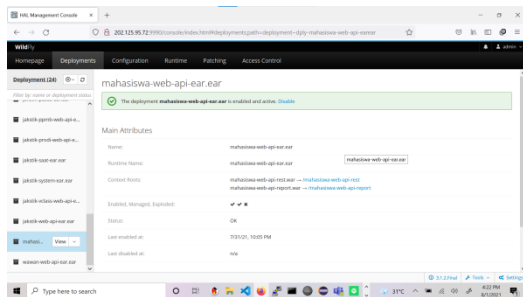 HAL Management Console
202.125.95.72:9990/console/index.html#deployments;path=deployment~dply-mahasiswa-web-api-earear
WildFly
admin
Homepage Deployments Configuration Runtime Patching Access Control
Deployment (24)
Filter by: name or deployment status
jakstik-ppmb-web-api-e...
jakstik-prodi-web-api-e...
jakstik-saat-ear.ear
jakstik-system-ear.ear
jakstik-vclass-web-api-e...
jakstik-web-api-ear.ear
mahasi... View
wawan-web-api-ear.ear
mahasiswa-web-api-ear.ear
The deployment mahasiswa-web-api-ear.ear is enabled and active. Disable
Main Attributes
Name: mahasiswa-web-api-ear.ear
mahasiswa-web-api-ear.ear
Runtime Name: mahasiswa-web-api-ear.ear
Context Roots: mahasiswa-web-api-rest.war → /mahasiswa-web-api-rest
mahasiswa-web-api-report.war → /mahasiswa-web-api-report
Enabled, Managed, Exploded:
Status: OK
Last enabled at: 7/31/21, 10:05 PM
Last disabled at: n/a
3.1.2.Final Tools Settings
Type here to search
31°C
4:22 PM
8/1/2021